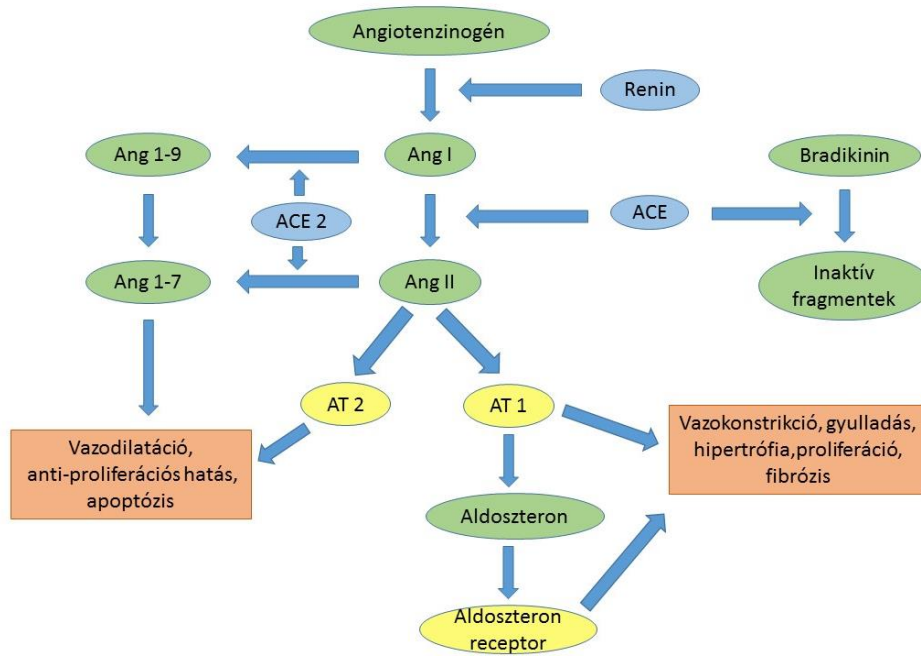 Angiotenzinogén
Renin
Ang 1-9
Ang I
Bradikinin
ACE 2
ACE
Ang 1-7
Ang II
Inaktív
fragmentek
AT 2
AT 1
Vazodilatáció,
anti-proliferációs hatás,
apoptózis
Vazokonstrikció, gyulladás,
hipertrófia,proliferáció,
fibrózis
Aldoszteron
Aldoszteron
receptor